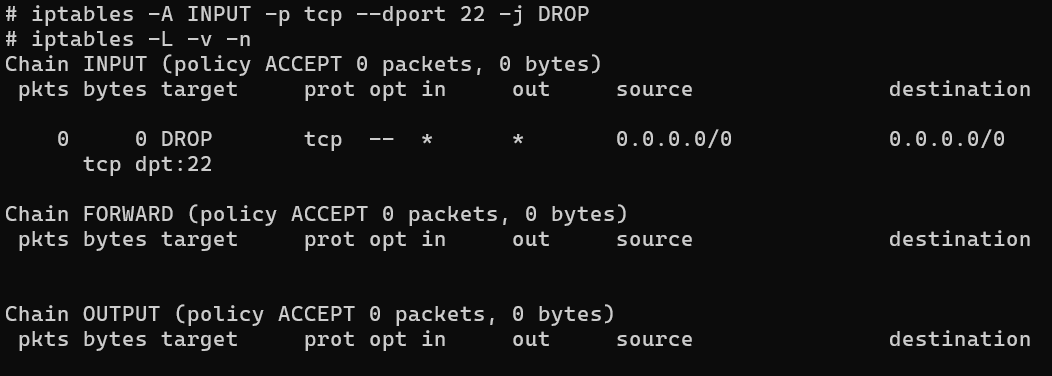 # iptables -A INPUT -p tcp --dport 22 -j DROP
# iptables -L -v -n
Chain INPUT (policy ACCEPT 0 packets, 0 bytes)
 pkts bytes target     prot opt in     out     source               destination

    0     0 DROP       tcp  --  *      *       0.0.0.0/0            0.0.0.0/0
      tcp dpt:22

Chain FORWARD (policy ACCEPT 0 packets, 0 bytes)
 pkts bytes target     prot opt in     out     source               destination


Chain OUTPUT (policy ACCEPT 0 packets, 0 bytes)
 pkts bytes target     prot opt in     out     source               destination